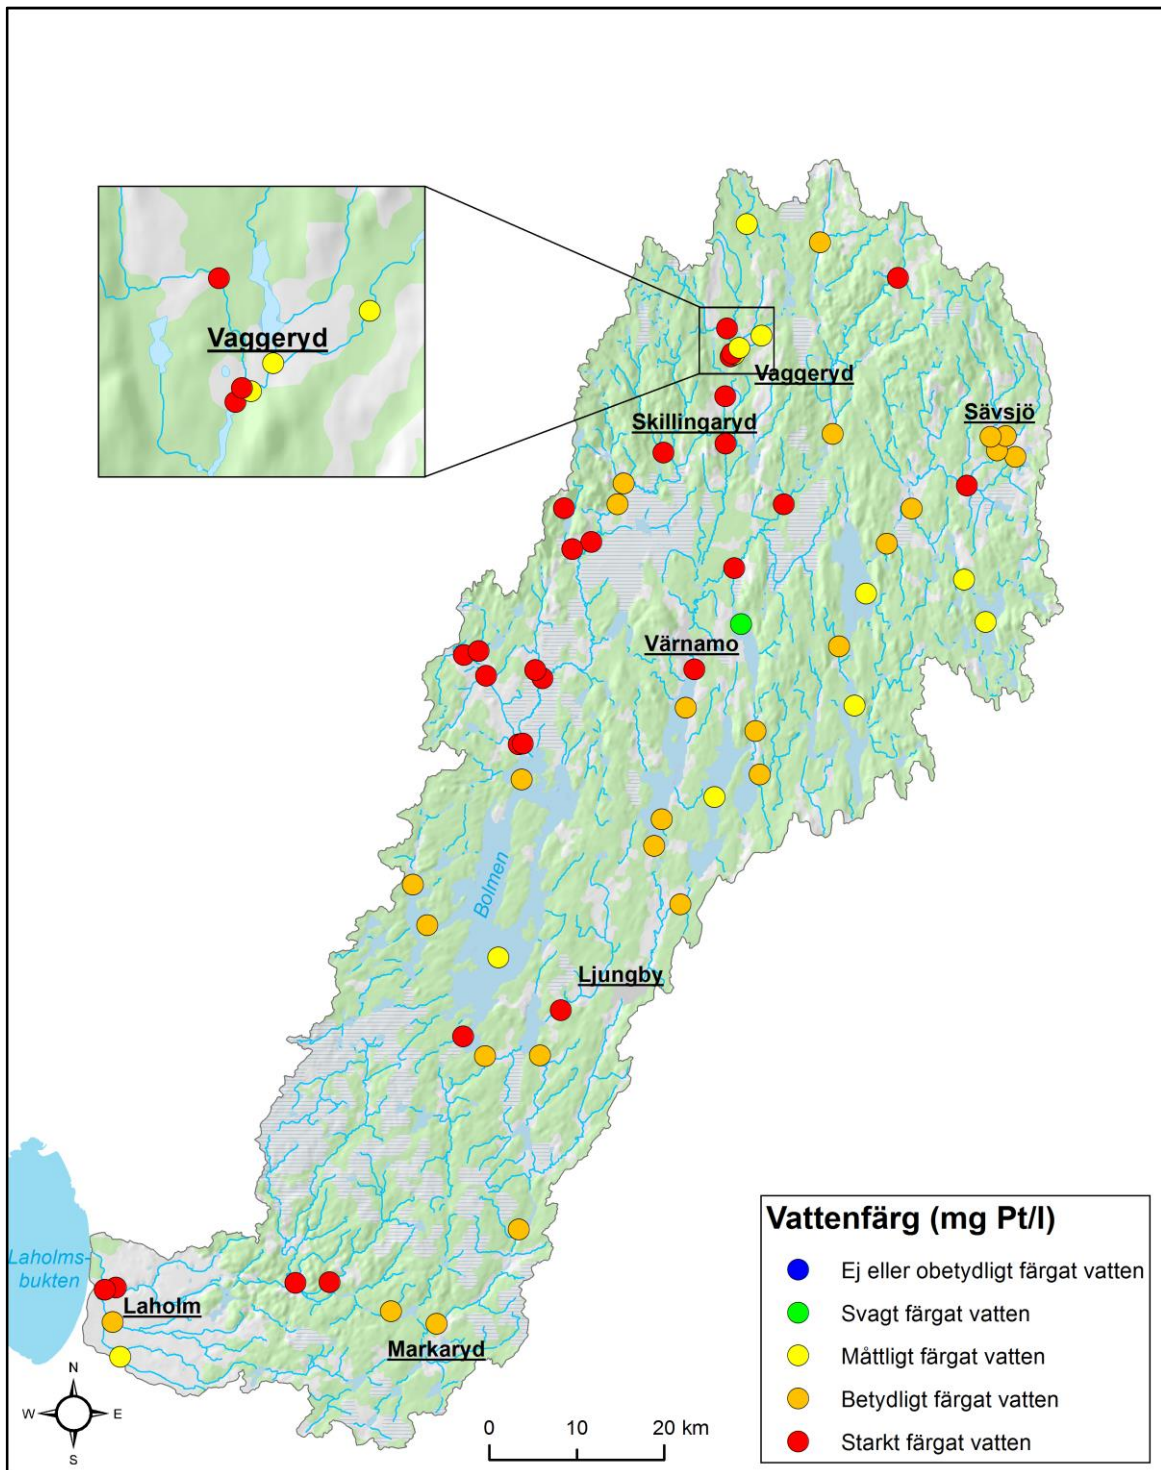 Vaggeryd
Vaggeryd
Skillingaryd
Sävsjö
Värnamo
Bolmen
Ljungby
Laholms-
bukten
Laholm
Markaryd
N
W
E
S
0 10 20 km
Vattenfärg (mg Pt/l)
Ej eller obetydligt färgat vatten
Svagt färgat vatten
Måttligt färgat vatten
Betydligt färgat vatten
Starkt färgat vatten